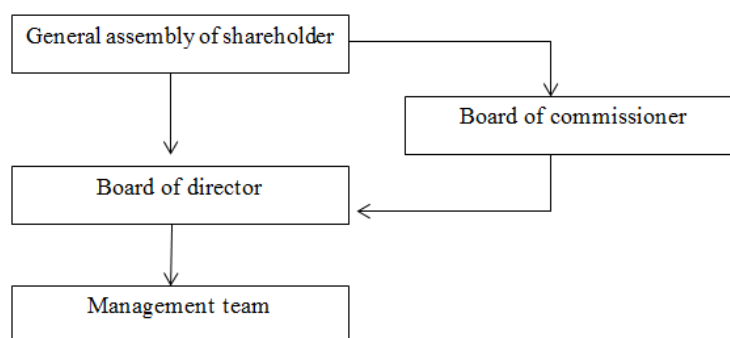 General assembly of shareholder
Board of commissioner
Board of director
Management team